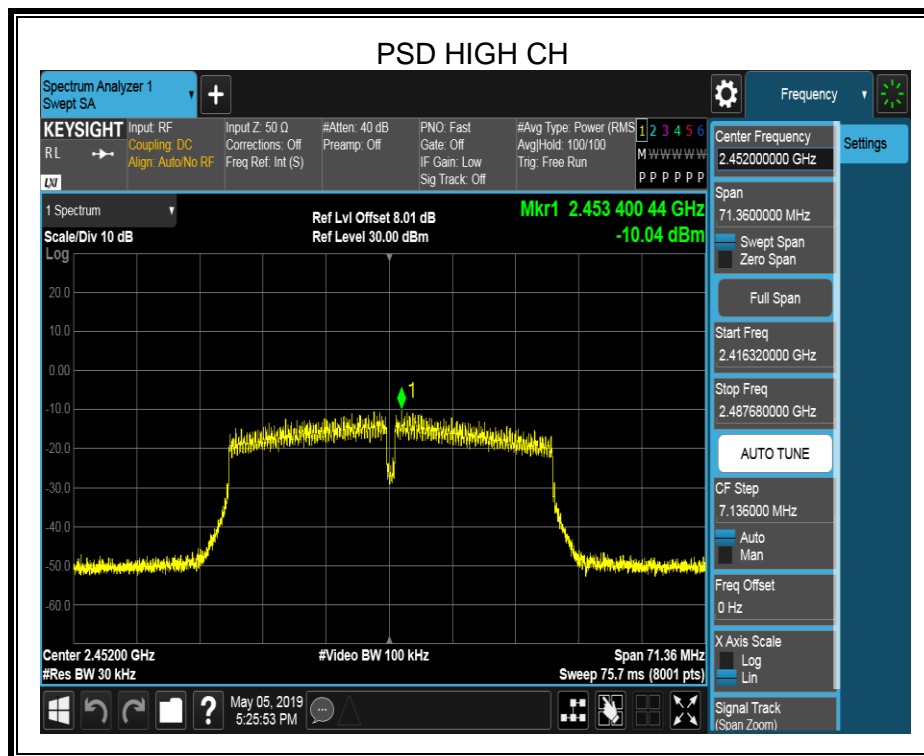 PSD HIGH CH
Spectrum Analyzer 1
Swept SA
Frequency
KEYSIGHT
RL
LXI
Input: RF
Coupling: DC
Align: Auto/No RF
Input Z: 50 Ω
Corrections: Off
Freq Ref: Int (S)
#Atten: 40 dB
Preamp: Off
PNO: Fast
Gate: Off
IF Gain: Low
Sig Track: Off
#Avg Type: Power (RMS
Avg|Hold: 100/100
Trig: Free Run
1 2 3 4 5 6
M W W W W W
P P P P P P
Center Frequency
2.452000000 GHz
Settings
Span
71.3600000 MHz
Swept Span
Zero Span
Full Span
Start Freq
2.416320000 GHz
Stop Freq
2.487680000 GHz
AUTO TUNE
CF Step
7.136000 MHz
Auto
Man
Freq Offset
0 Hz
X Axis Scale
Log
Lin
Signal Track
(Span Zoom)
1 Spectrum
Scale/Div 10 dB
Ref Lvl Offset 8.01 dB
Ref Level 30.00 dBm
Mkr1 2.453 400 44 GHz
-10.04 dBm
Log
20.0
10.0
0.00
-10.0
-20.0
-30.0
-40.0
-50.0
-60.0
1
Center 2.45200 GHz
#Video BW 100 kHz
Span 71.36 MHz
#Res BW 30 kHz
Sweep 75.7 ms (8001 pts)
?
May 05, 2019
5:25:53 PM